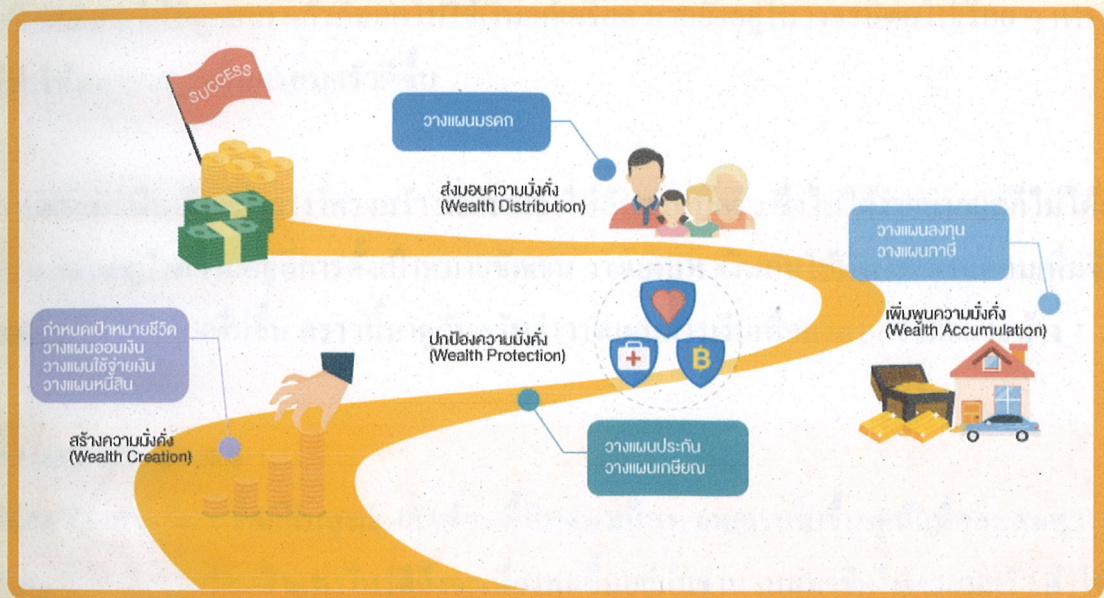 SUCCESS
วางแผนมรดก
ส่งมอบความมั่งคั่ง
(Wealth Distribution)
วางแผนลงทุน
วางแผนภาษี
เพิ่มพูนความมั่งคั่ง
(Wealth Accumulation)
ปกป้องความมั่งคั่ง
(Wealth Protection)
วางแผนประกัน
วางแผนเกษียณ
กำหนดเป้าหมายชีวิต
วางแผนออมเงิน
วางแผนใช้จ่ายเงิน
วางแผนหนี้สิน
สร้างความมั่งคั่ง
(Wealth Creation)